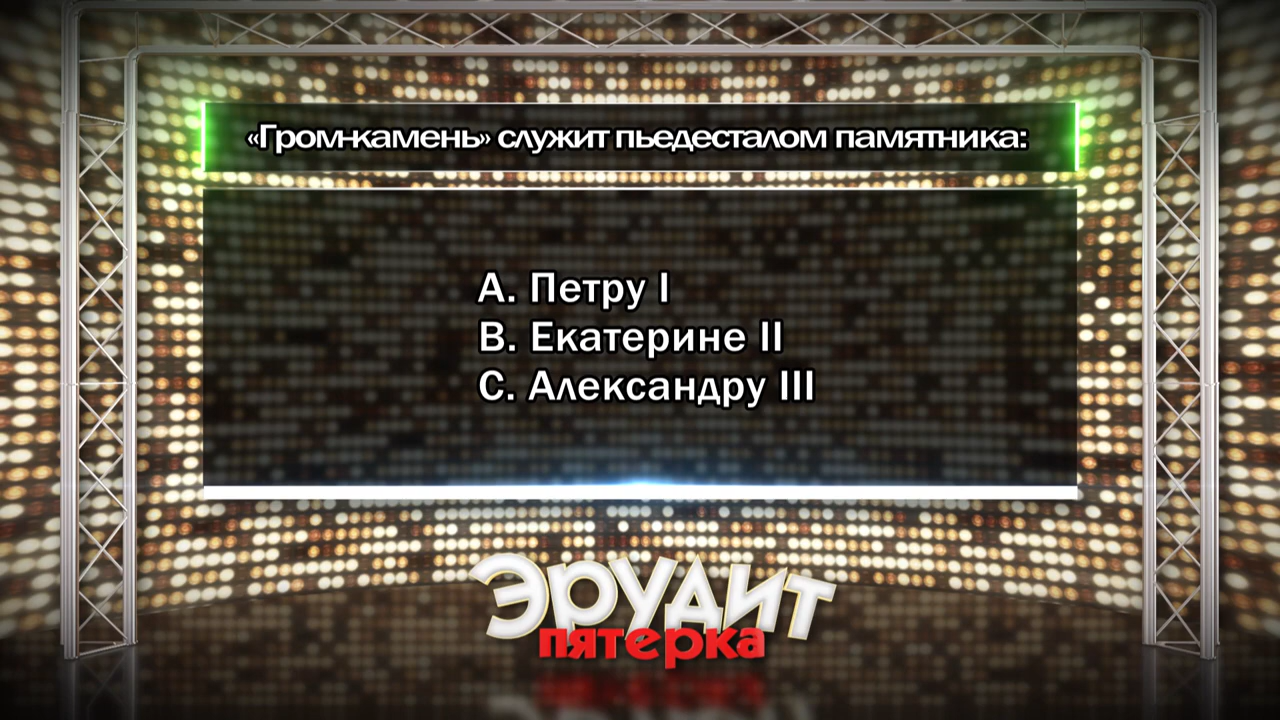 «Гром-камень» служит пьедесталом памятника:
A. Петру I
B. Екатерине II
C. Александру III
Эрудит
пятерка